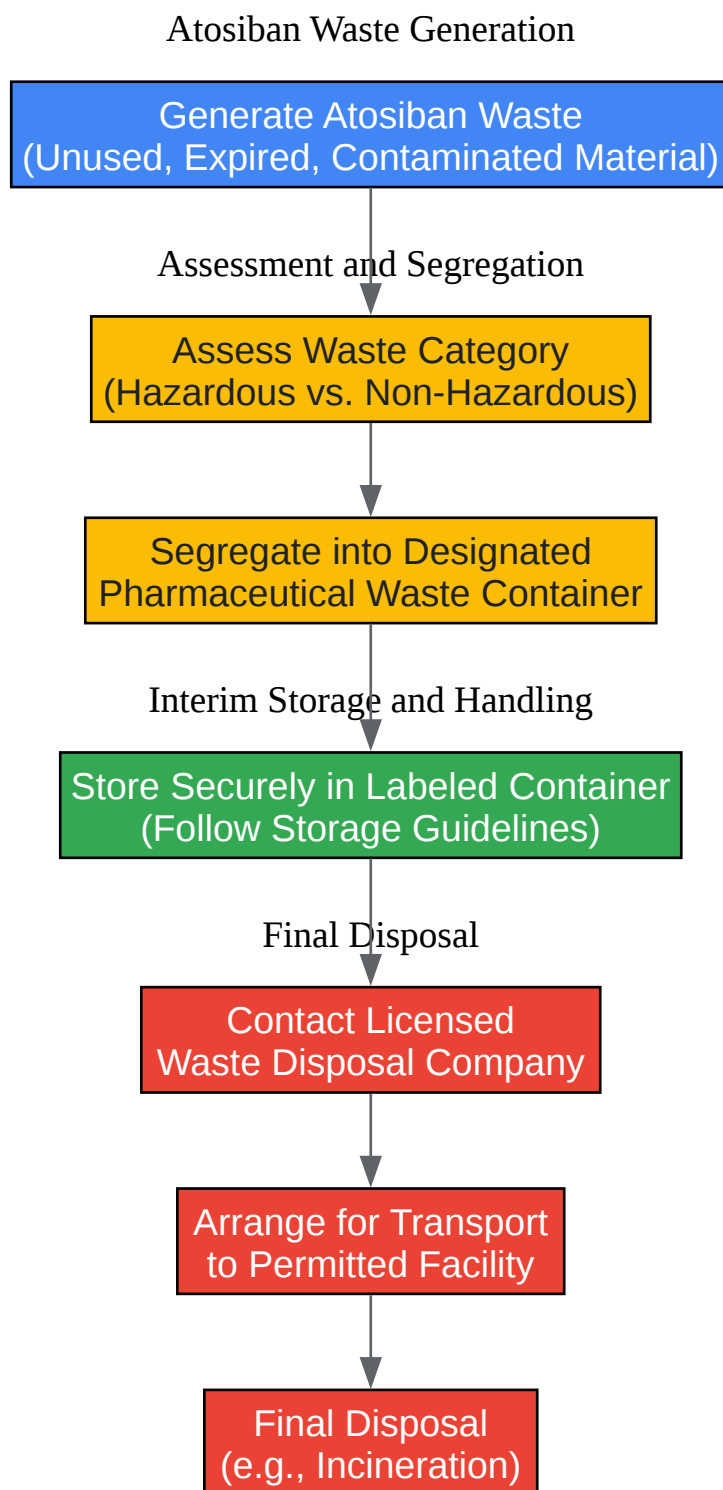 Atosiban Waste Generation
Generate Atosiban Waste
(Unused, Expired, Contaminated Material)
Assessment and Segregation
Assess Waste Category
(Hazardous vs. Non-Hazardous)
Segregate into Designated
Pharmaceutical Waste Container
Interim Storage and Handling
Store Securely in Labeled Container
(Follow Storage Guidelines)
Final Disposal
Contact Licensed
Waste Disposal Company
Arrange for Transport
to Permitted Facility
Final Disposal
(e.g., Incineration)